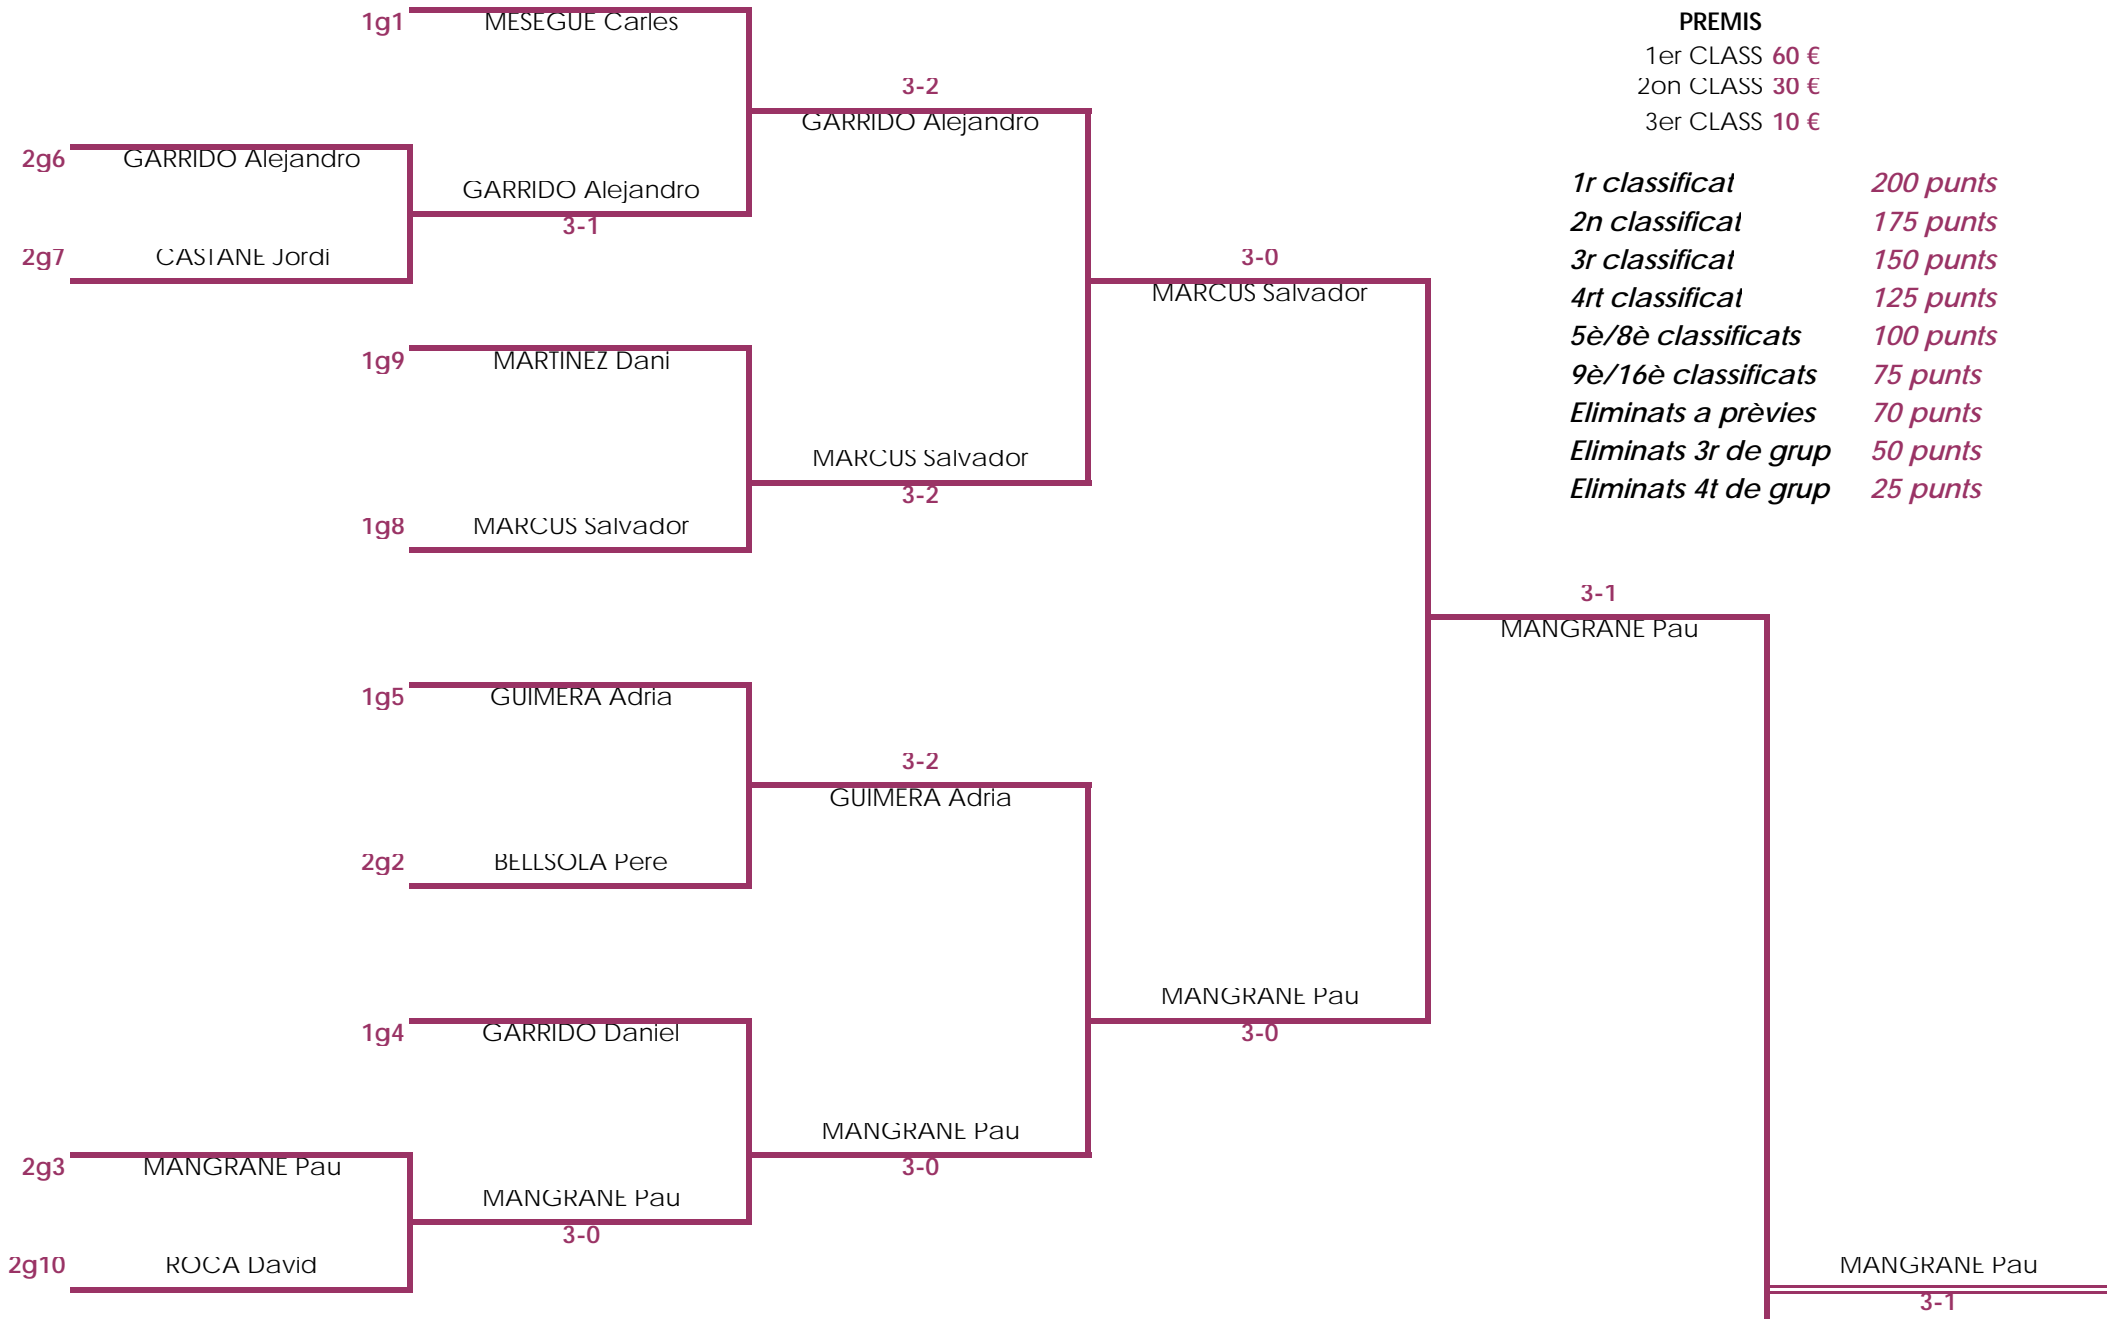 1g1 MESEGUE Carles
PREMIS
1er CLASS 60 €
3-2
2on CLASS 30 €
GARRIDO Alejandro
3er CLASS 10 €
2g6 GARRIDO Alejandro
GARRIDO Alejandro
1r classificat 200 punts
3-1
2n classificat 175 punts
2g7 CASTANE Jordi
3-0
3r classificat 150 punts
MARCUS Salvador
4rt classificat 125 punts
5è/8è classificats 100 punts
1g9 MARTINEZ Dani
9è/16è classificats 75 punts
Eliminats a prèvies 70 punts
MARCUS Salvador
Eliminats 3r de grup 50 punts
3-2
Eliminats 4t de grup 25 punts
1g8 MARCUS Salvador
3-1
MANGRANE Pau
1g5 GUIMERA Adria
3-2
GUIMERA Adria
2g2 BELLSOLA Pere
MANGRANE Pau
3-0
1g4 GARRIDO Daniel
MANGRANE Pau
3-0
2g3 MANGRANE Pau
MANGRANE Pau
3-0
2g10 ROCA David
MANGRANE Pau
3-1